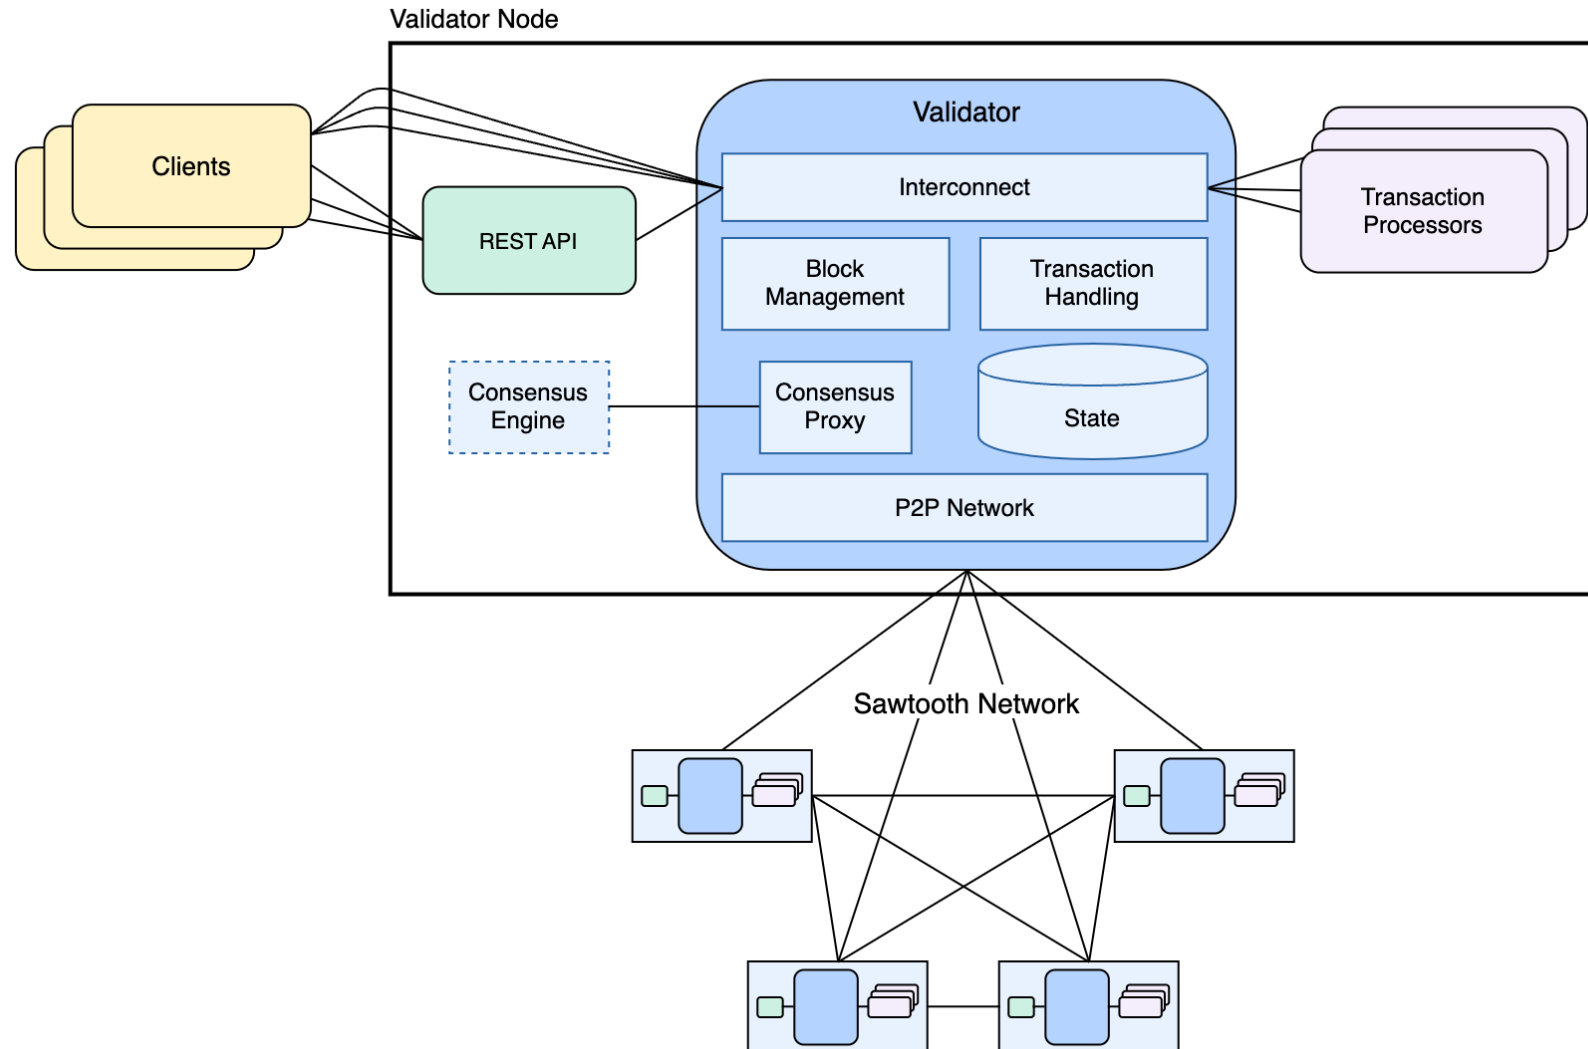 Validator Node
Validator
Clients
Interconnect
Transaction
Processors
REST API
Block
Management
Transaction
Handling
Consensus
Engine
Consensus
Proxy
State
P2P Network
Sawtooth Network